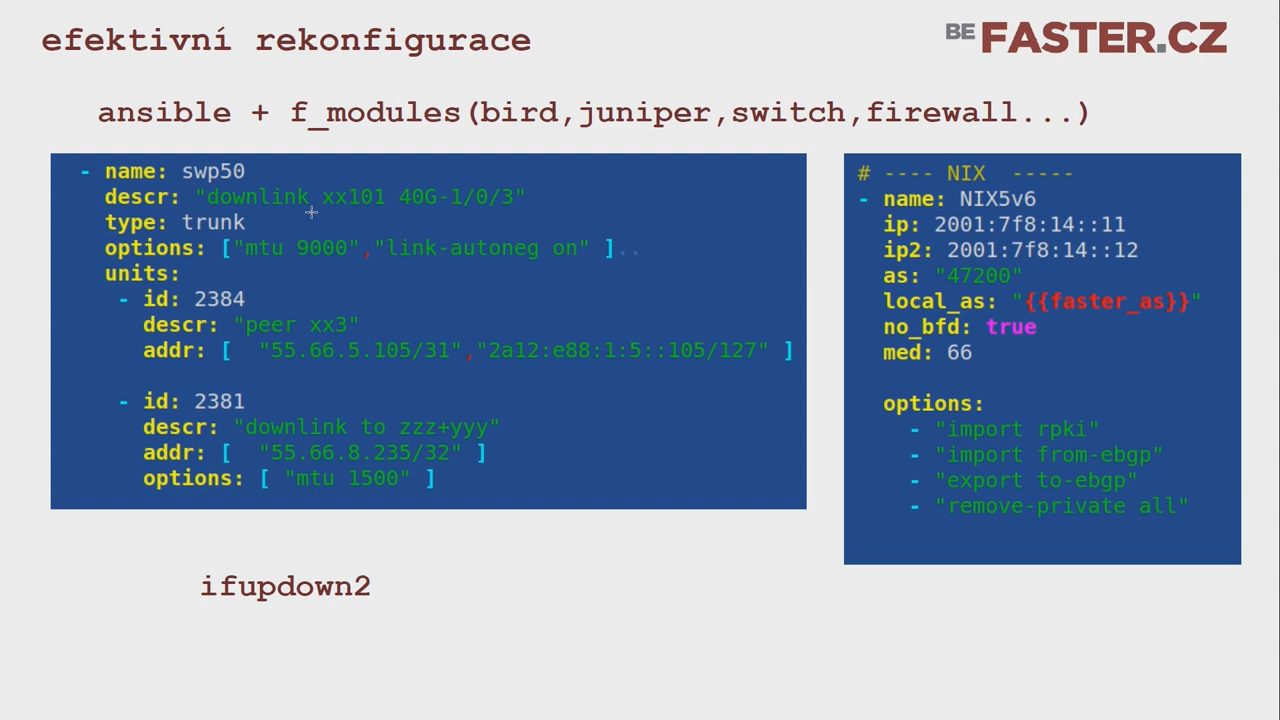 efektivní rekonfigurace
BE FASTER.CZ
ansible + f_modules(bird,juniper,switch,firewall...)
- name: swp50
descr: "downlink xx101 40G-1/0/3"
type: trunk
options: ["mtu 9000","link-autoneg on" ]..
units:
- id: 2384
descr: "peer xx3"
addr: [  "55.66.5.105/31","2a12:e88:1:5::105/127" ]
- id: 2381
descr: "downlink to zzz+yyy"
addr: [  "55.66.8.235/32" ]
options: [ "mtu 1500" ]
# ---- NIX  -----
- name: NIX5v6
ip: 2001:7f8:14::11
ip2: 2001:7f8:14::12
as: "47200"
local_as: "{{faster_as}}"
no_bfd: true
med: 66
options:
- "import rpki"
- "import from-ebgp"
- "export to-ebgp"
- "remove-private all"
ifupdown2